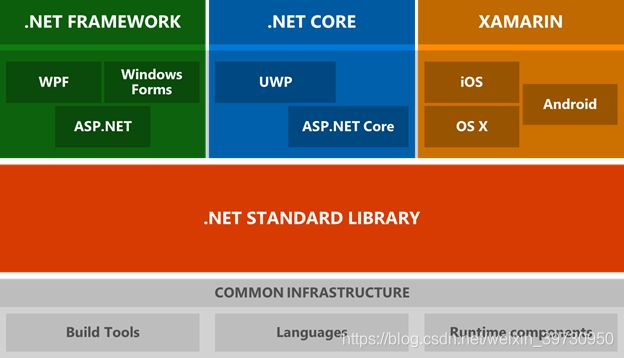 .NET FRAMEWORK
.NET CORE
XAMARIN
WPF
Windows
Forms
ASP.NET
UWP
ASP.NET Core
iOS
Android
OS X
.NET STANDARD LIBRARY
COMMON INFRASTRUCTURE
Build Tools
Languages
Runtime components
https://blog.csdn.net/weixin_39730950